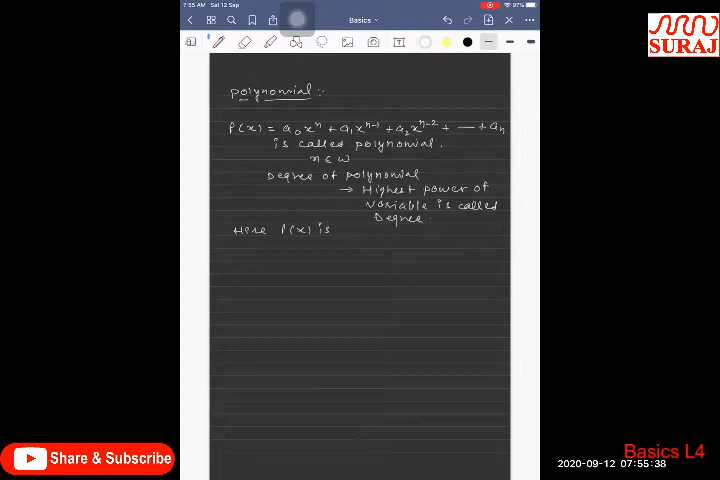 7:55 AM Sat 12 Sep
97%
Basics
SURAJ
polynomial :-
P(x) = a₀xⁿ + a₁xⁿ⁻¹ + a₂xⁿ⁻² + — + aₙ
is called polynomial.
n ∈ W
Degree of polynomial
→ Highest power of
variable is called
Degree.
Here P(x) is
Share & Subscribe
Basics L4
2020-09-12 07:55:38